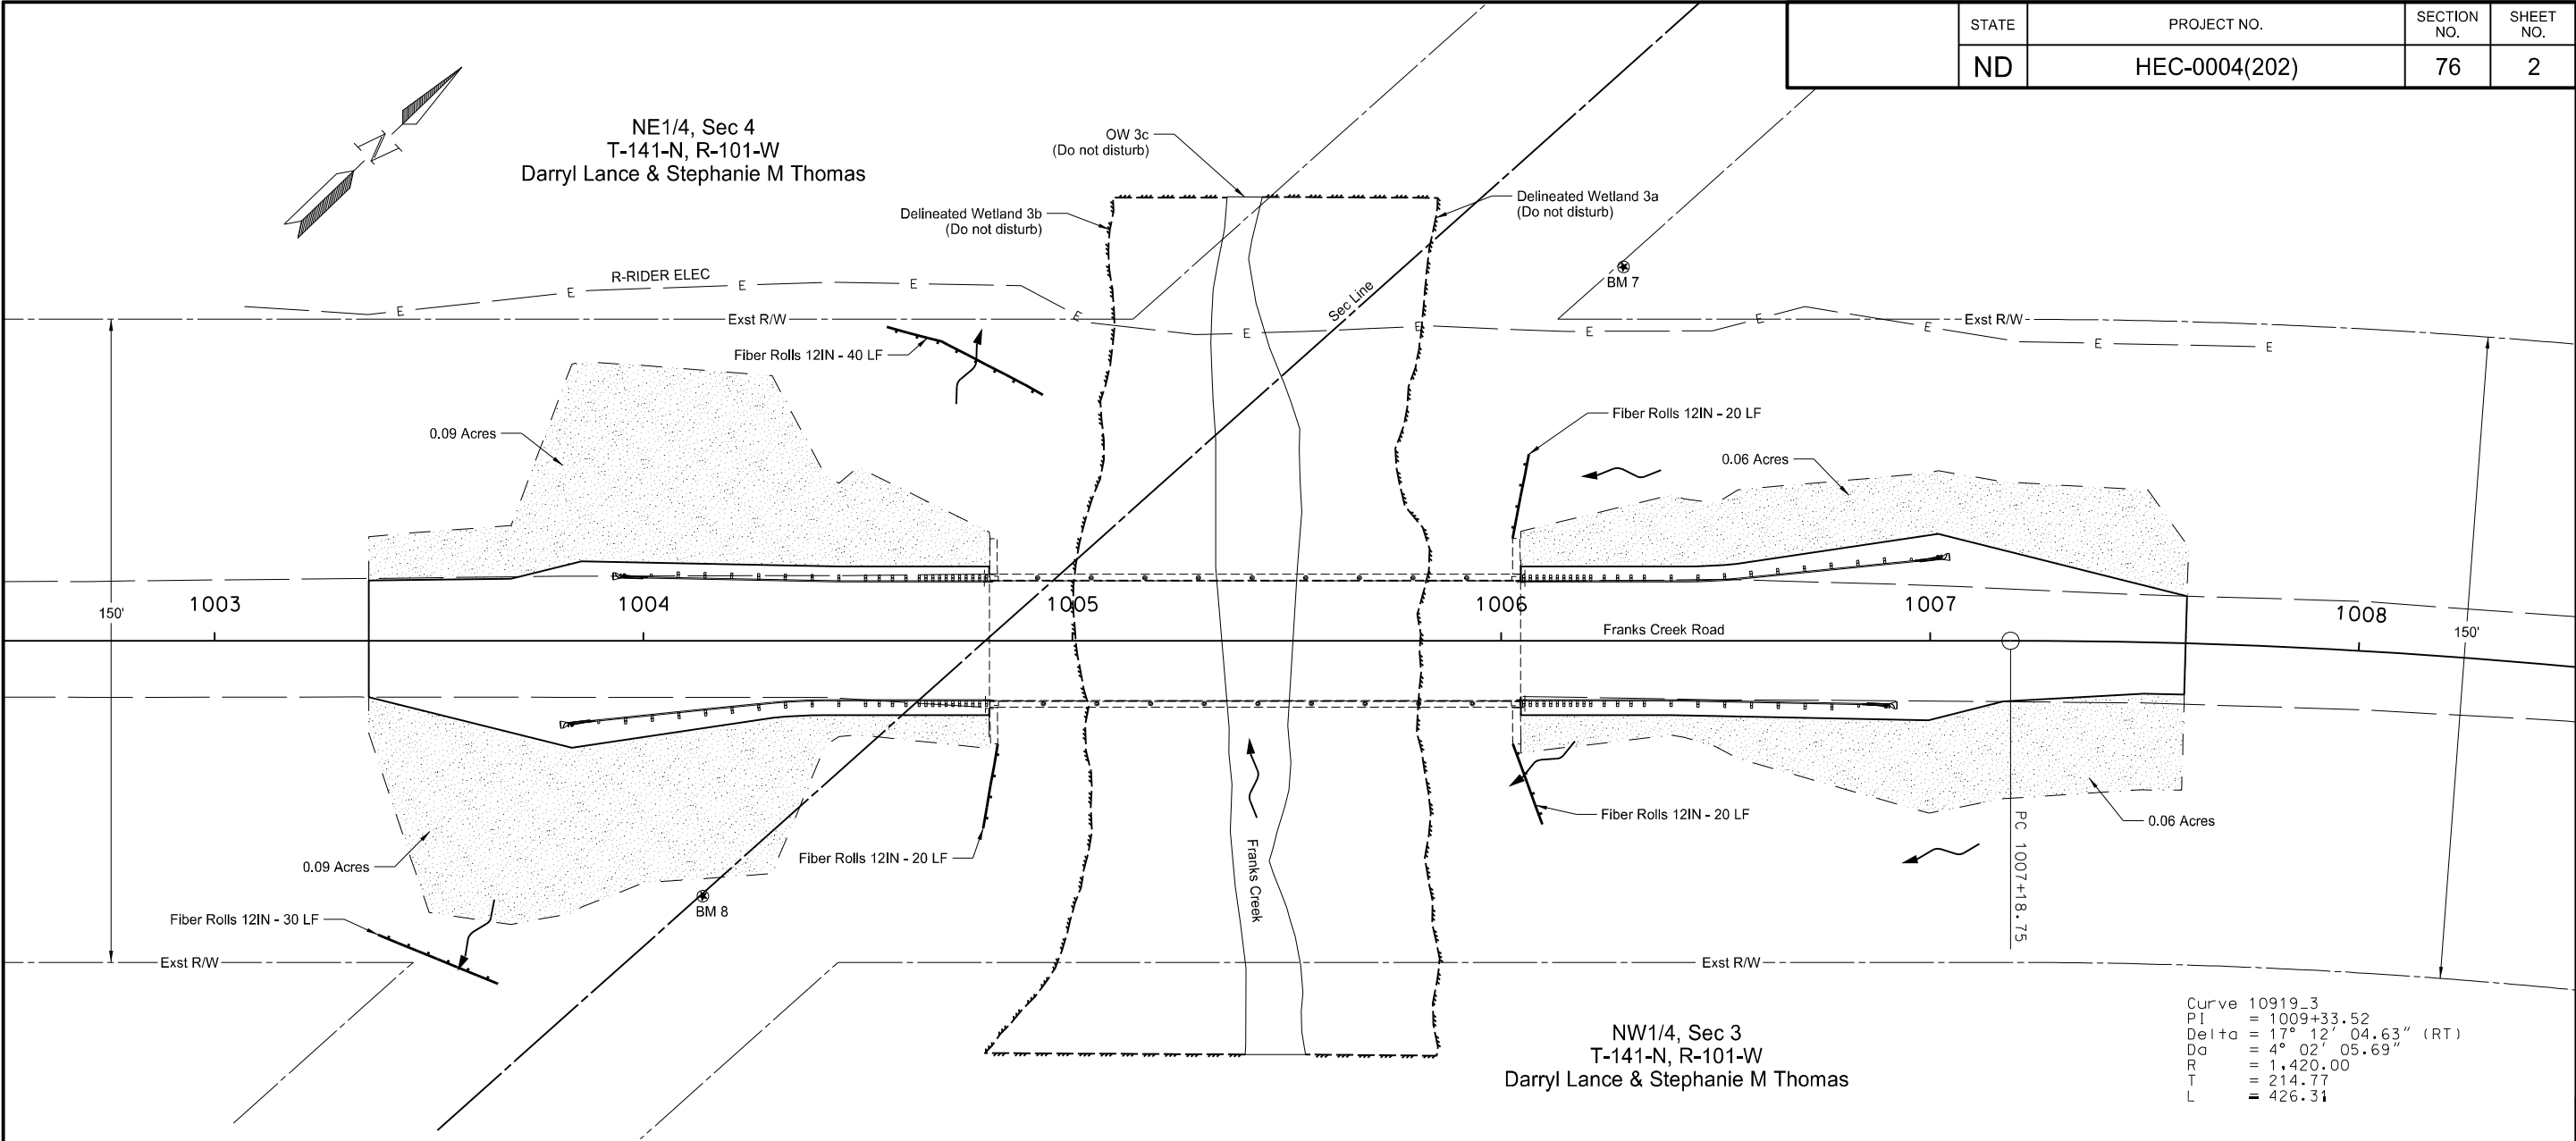 STATE
PROJECT NO.
SECTION
NO.
SHEET
NO.
ND
HEC-0004(202)
76
2
N
NE1/4, Sec 4
T-141-N, R-101-W
Darryl Lance & Stephanie M Thomas
OW 3c
(Do not disturb)
Delineated Wetland 3b
(Do not disturb)
Delineated Wetland 3a
(Do not disturb)
BM 7
R-RIDER ELEC
E E E E E E E E E E E E
Sec Line
Exst R/W
Exst R/W
Fiber Rolls 12IN - 40 LF
Fiber Rolls 12IN - 20 LF
0.09 Acres
0.06 Acres
150'
1003
1004
1005
1006
1007
1008
150'
Franks Creek Road
PC 1007+18.75
Franks Creek
Fiber Rolls 12IN - 20 LF
0.06 Acres
Fiber Rolls 12IN - 20 LF
0.09 Acres
BM 8
Fiber Rolls 12IN - 30 LF
Exst R/W
Exst R/W
NW1/4, Sec 3
T-141-N, R-101-W
Darryl Lance & Stephanie M Thomas
Curve 10919_3
PI = 1009+33.52
Delta = 17° 12' 04.63" (RT)
Da = 4° 02' 05.69"
R = 1,420.00
T = 214.77
L = 426.31